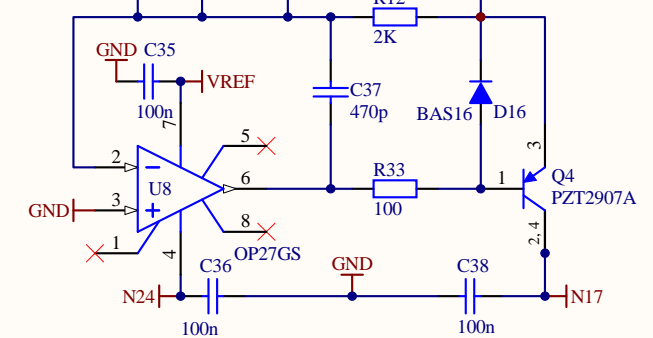 R12
2K
GND
C35
VREF
100n
7
C37
470p
BAS16
D16
5
3
2
6
R33
1
Q4
PZT2907A
U8
GND
3
100
8
1
OP27GS
4
2, 4
C36
GND
C38
N24
N17
100n
100n